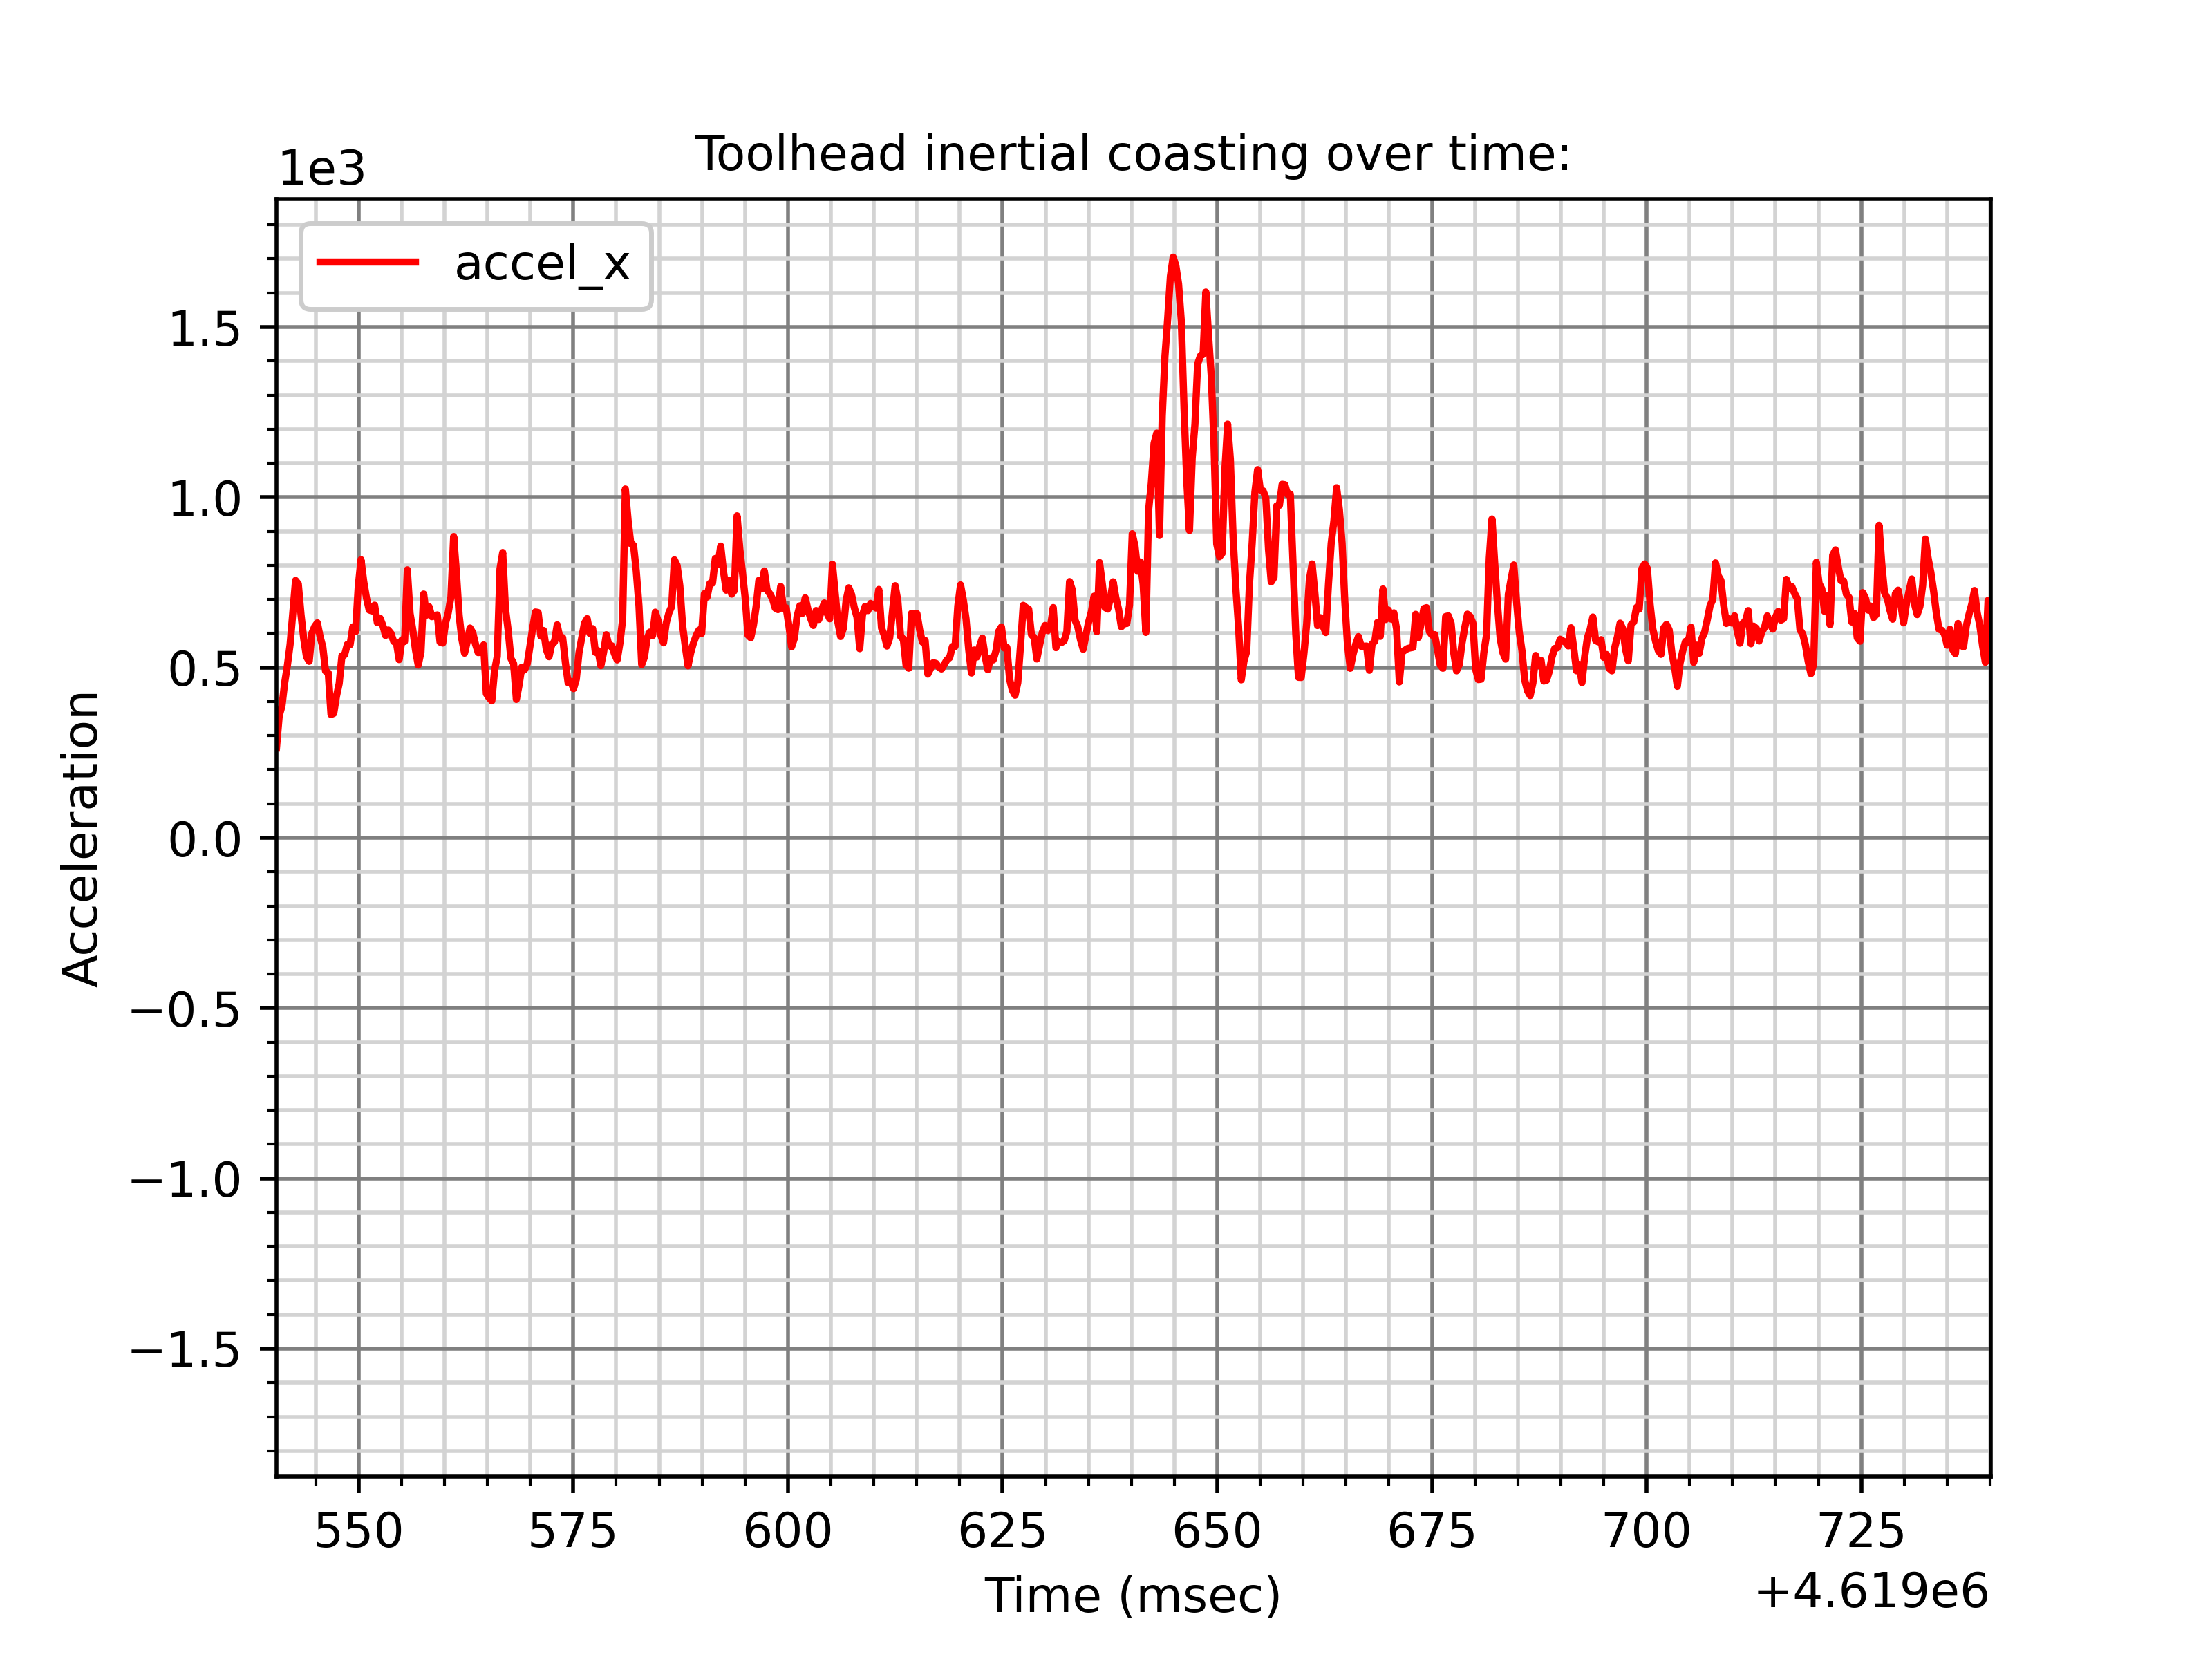 Toolhead inertial coasting over time:
1e3
accel_x
1.5
1.0
0.5
0.0
−0.5
−1.0
−1.5
Acceleration
550 575 600 625 650 675 700 725
Time (msec)
+4.619e6